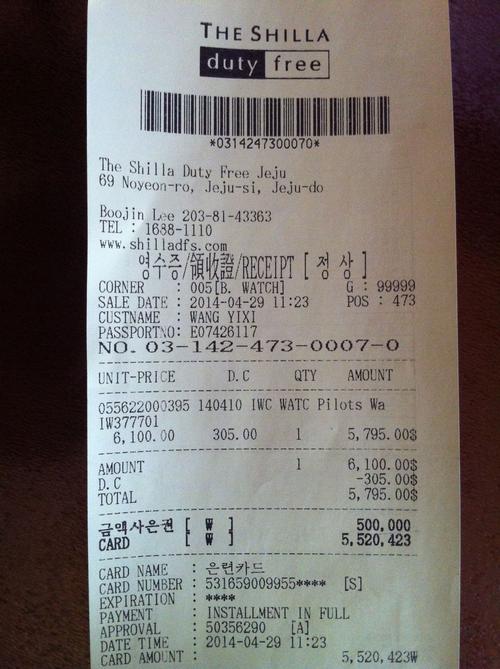 THE SHILLA
duty free
*0314247300070*
The Shilla Duty Free Jeju
69 Noyeon-ro, Jeju-si, Jeju-do
Boojin Lee 203-81-43363
TEL : 1688-1110
www.shilladfs.com
영수증/領收證/RECEIPT [ 정 상 ]
CORNER : 005[B. WATCH] G : 99999
SALE DATE : 2014-04-29 11:23 POS : 473
CUSTNAME : WANG YIXI
PASSPORTNO: E07426117
NO. 03-142-473-0007-0
UNIT-PRICE D.C QTY AMOUNT
055622000395 140410 IWC WATC Pilots Wa
IW377701
6,100.00 305.00 1 5,795.00$
AMOUNT 1 6,100.00$
D.C -305.00$
TOTAL 5,795.00$
금액사은권 [ ₩ ] 500,000
CARD [ ₩ ] 5,520,423
CARD NAME : 은련카드
CARD NUMBER : 531659009955**** [S]
EXPIRATION : ****
PAYMENT : INSTALLMENT IN FULL
APPROVAL : 50356290 [A]
DATE TIME : 2014-04-29 11:23
CARD AMOUNT : 5,520,423₩